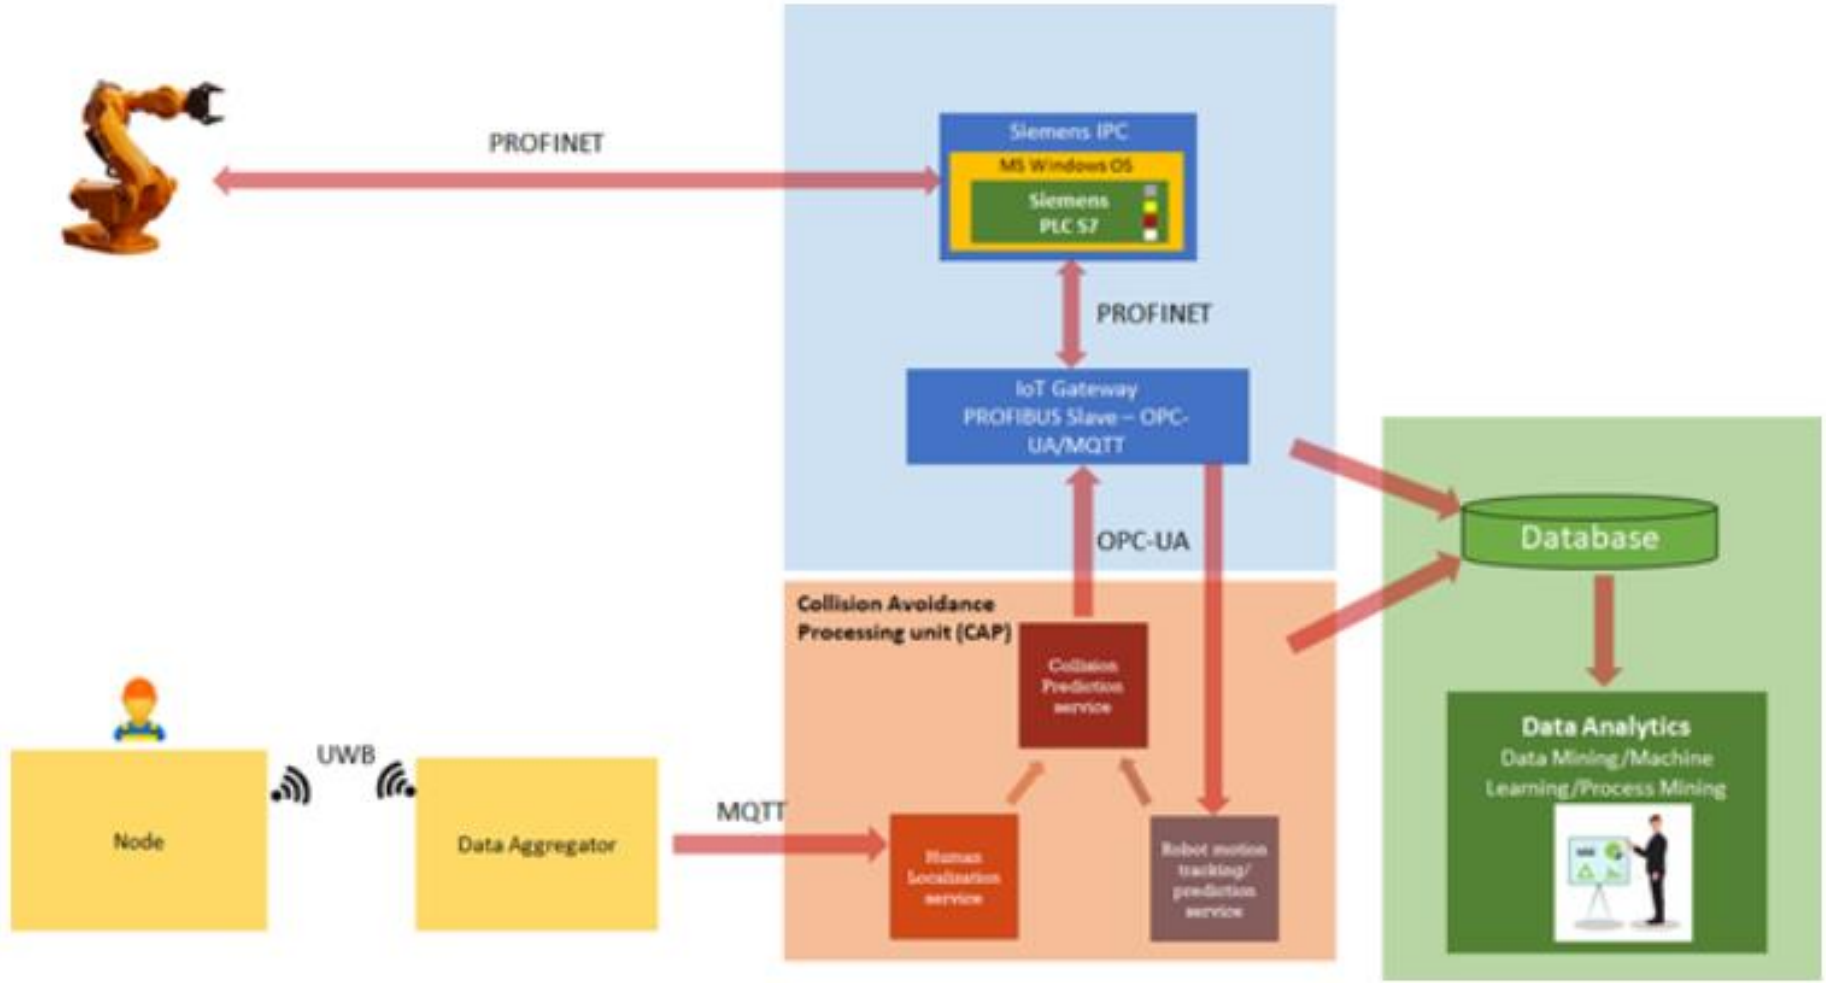 PROFINET
Siemens IPC
MS Windows OS
Siemens
PLC S7
PROFINET
IoT Gateway
PROFIBUS Slave – OPC-
UA/MQTT
OPC-UA
Database
Collision Avoidance
Processing unit (CAP)
Collision
Prediction
service
Data Analytics
Data Mining/Machine
Learning/Process Mining
UWB
MQTT
Node
Data Aggregator
Human
Localization
service
Robot motion
tracking/
prediction
service